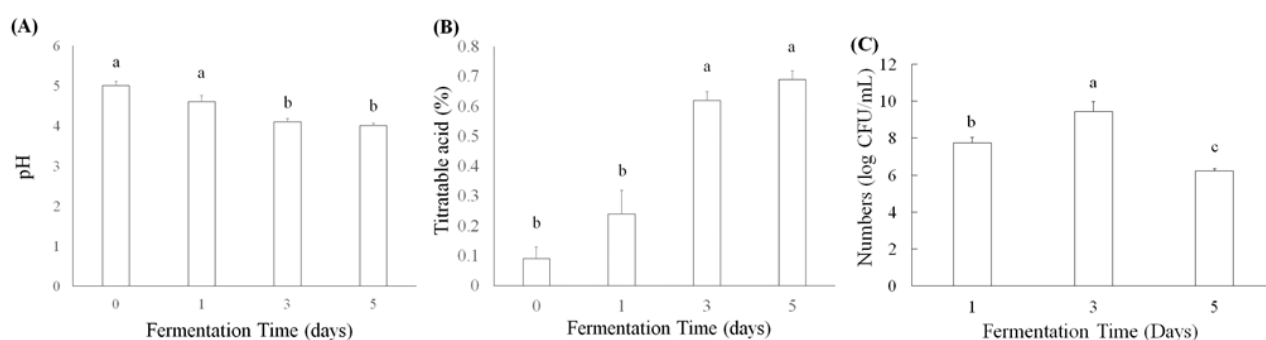 (A)
6
5
4
3
2
1
0
pH
a
a
b
b
0 1 3 5
Fermentation Time (days)
(B)
0.8
0.7
0.6
0.5
0.4
0.3
0.2
0.1
0
Titratable acid (%)
b
b
a
a
0 1 3 5
Fermentation Time (days)
(C)
12
10
8
6
4
2
0
Numbers (log CFU/mL)
b
a
c
1 3 5
Fermentation Time (Days)